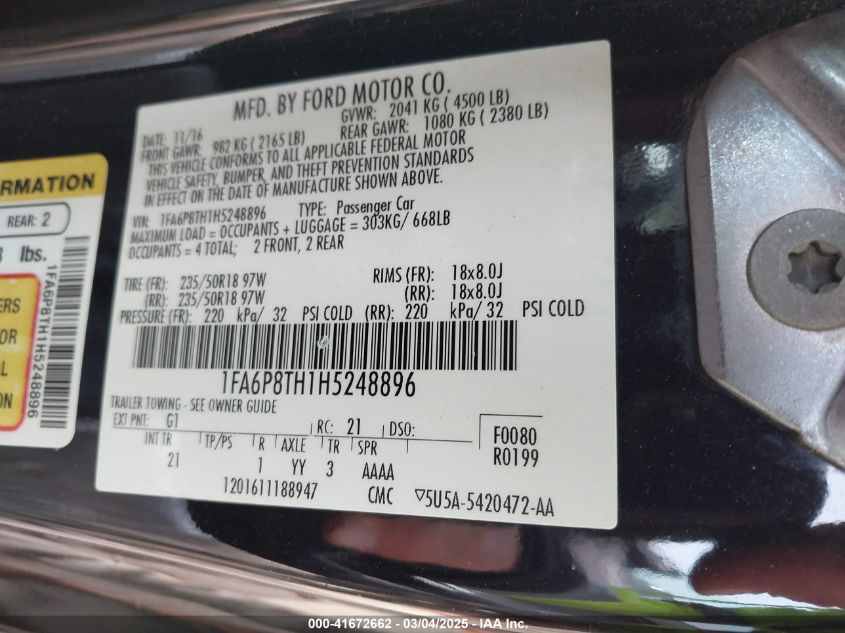 MFD. BY FORD MOTOR CO.
DATE: 11/16 GVWR: 2041 KG ( 4500 LB)
FRONT GAWR: 982 KG ( 2165 LB) REAR GAWR: 1080 KG ( 2380 LB)
THIS VEHICLE CONFORMS TO ALL APPLICABLE FEDERAL MOTOR
VEHICLE SAFETY, BUMPER, AND THEFT PREVENTION STANDARDS
IN EFFECT ON THE DATE OF MANUFACTURE SHOWN ABOVE.
VIN: 1FA6P8TH1H5248896 TYPE: Passenger Car
MAXIMUM LOAD = OCCUPANTS + LUGGAGE = 303KG/ 668LB
OCCUPANTS = 4 TOTAL; 2 FRONT, 2 REAR
TIRE (FR): 235/50R18 97W RIMS (FR): 18x8.0J
(RR): 235/50R18 97W (RR): 18x8.0J
PRESSURE (FR): 220 kPa/ 32 PSI COLD (RR): 220 kPa/ 32 PSI COLD
1FA6P8TH1H5248896
TRAILER TOWING - SEE OWNER GUIDE
EXT PNT: G1 RC: 21 DSO:
INT TR TP/PS R AXLE TR SPR
21 1 YY 3 AAAA
F0080
R0199
1201611188947 CMC ▽5U5A-5420472-AA
ORMATION
REAR: 2
lbs.
1FA6P8TH1H5248896
ERS
OR
AL
ON
000-41672662 - 03/04/2025 - IAA Inc.